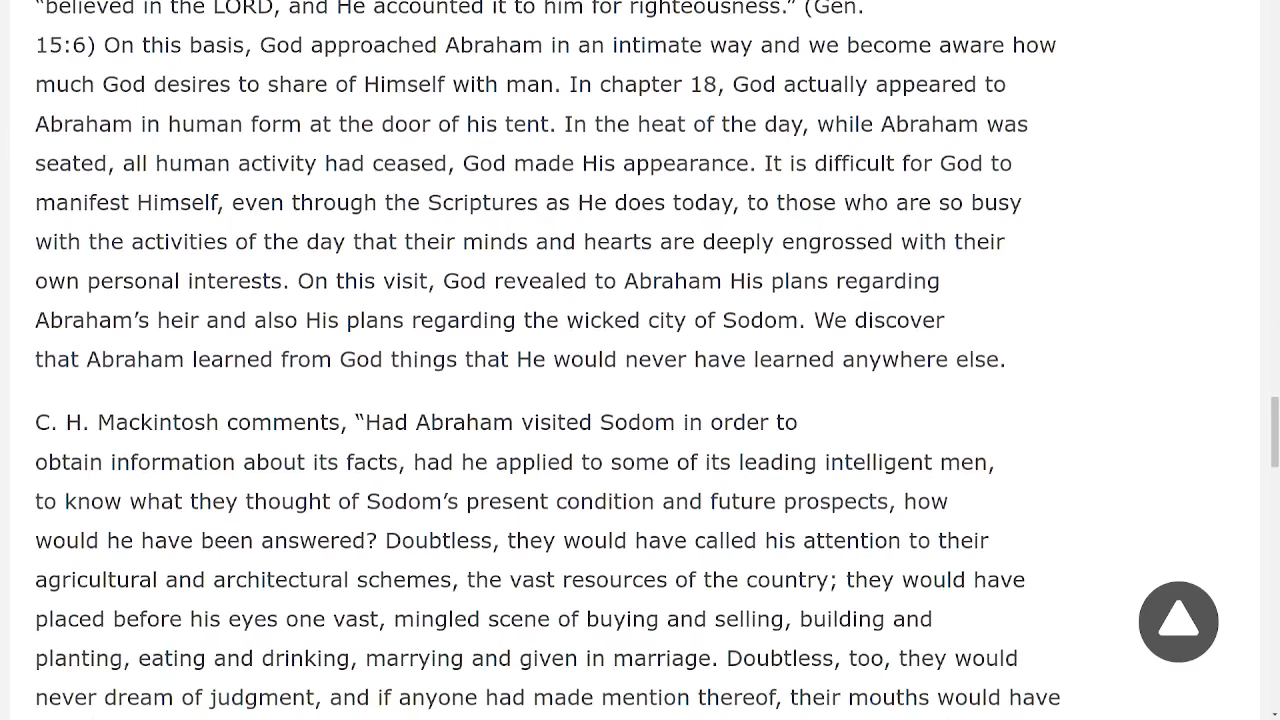 “believed in the LORD, and He accounted it to him for righteousness.” (Gen.
15:6) On this basis, God approached Abraham in an intimate way and we become aware how
much God desires to share of Himself with man. In chapter 18, God actually appeared to
Abraham in human form at the door of his tent. In the heat of the day, while Abraham was
seated, all human activity had ceased, God made His appearance. It is difficult for God to
manifest Himself, even through the Scriptures as He does today, to those who are so busy
with the activities of the day that their minds and hearts are deeply engrossed with their
own personal interests. On this visit, God revealed to Abraham His plans regarding
Abraham’s heir and also His plans regarding the wicked city of Sodom. We discover
that Abraham learned from God things that He would never have learned anywhere else.
C. H. Mackintosh comments, “Had Abraham visited Sodom in order to
obtain information about its facts, had he applied to some of its leading intelligent men,
to know what they thought of Sodom’s present condition and future prospects, how
would he have been answered? Doubtless, they would have called his attention to their
agricultural and architectural schemes, the vast resources of the country; they would have
placed before his eyes one vast, mingled scene of buying and selling, building and
planting, eating and drinking, marrying and given in marriage. Doubtless, too, they would
never dream of judgment, and if anyone had made mention thereof, their mouths would have